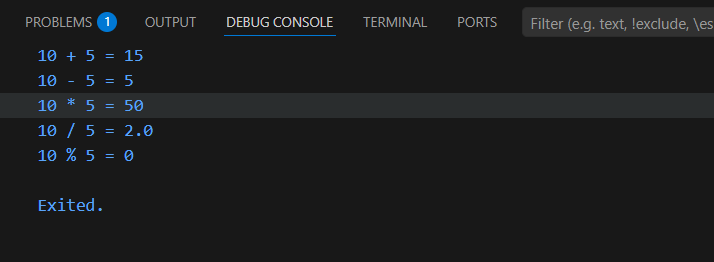 PROBLEMS 1 OUTPUT DEBUG CONSOLE TERMINAL PORTS Filter (e.g. text, !exclude, \es
10 + 5 = 15
10 - 5 = 5
10 * 5 = 50
10 / 5 = 2.0
10 % 5 = 0
Exited.